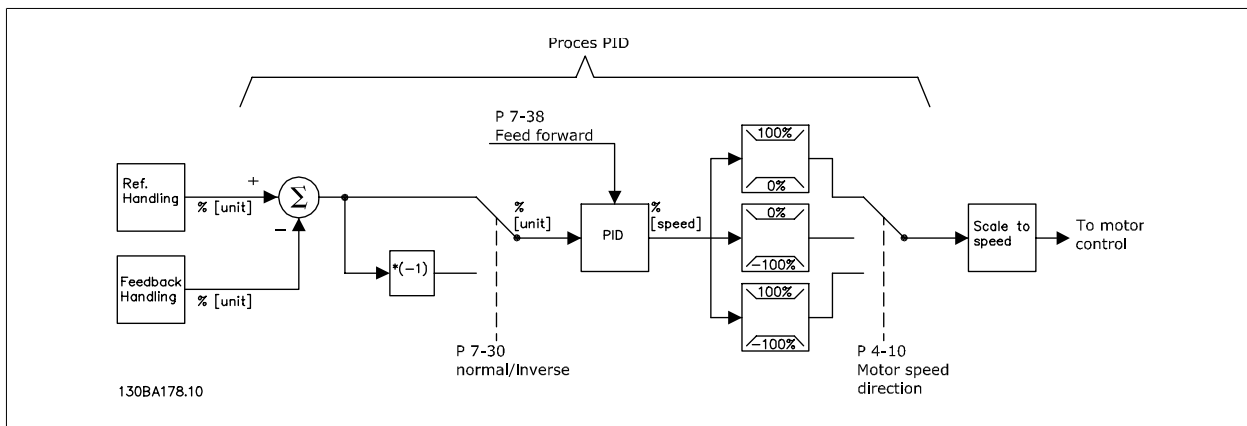 Proces PID
P 7-38
Feed forward
Ref.
Handling
+
% [unit]
Σ
−
Feedback
Handling
% [unit]
*(-1)
%
[unit]
P 7-30
normal/Inverse
PID
%
[speed]
100%
0%
0%
-100%
100%
-100%
P 4-10
Motor speed
direction
Scale to
speed
To motor
control
130BA178.10